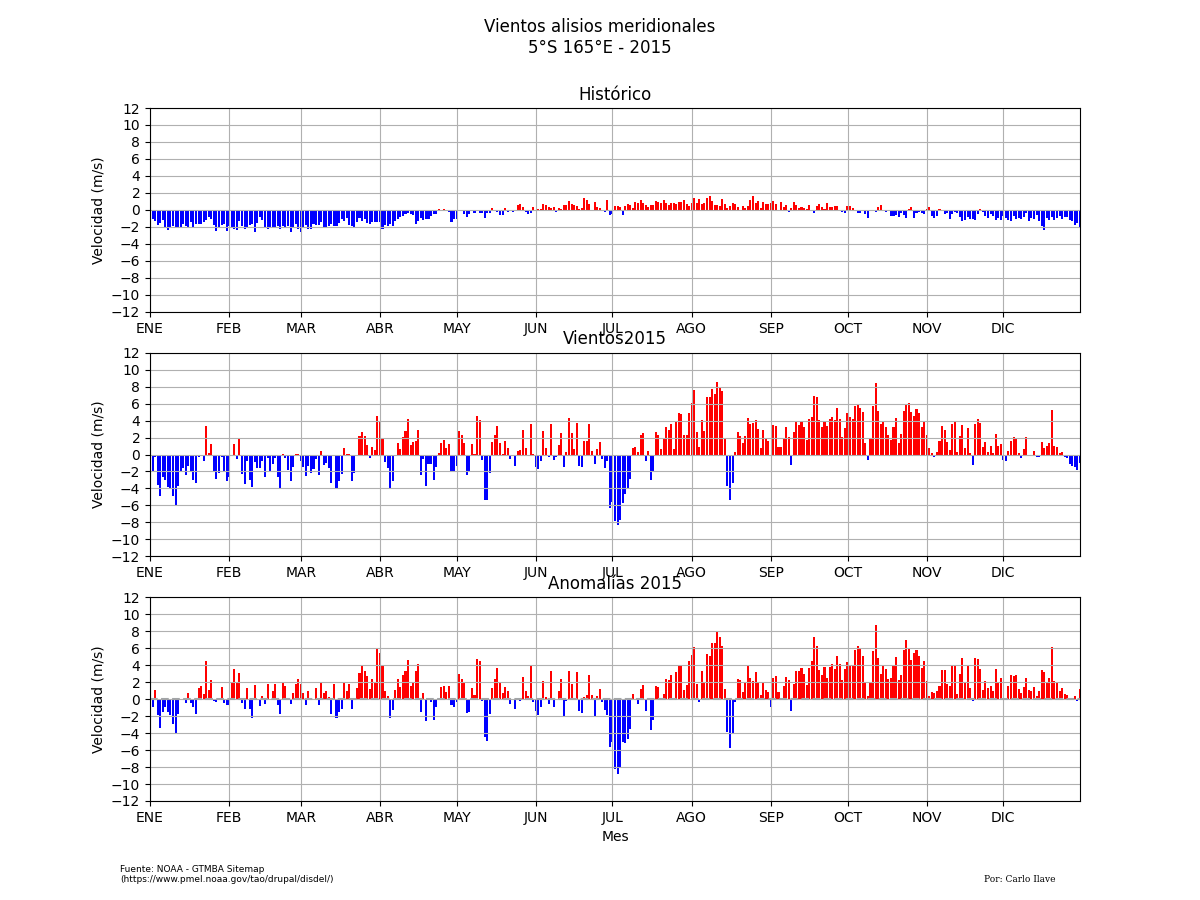 Vientos alisios meridionales
5°S 165°E - 2015
Histórico
12
10
8
6
4
2
0
−2
−4
−6
−8
−10
−12
Velocidad (m/s)
ENE FEB MAR ABR MAY JUN JUL AGO SEP OCT NOV DIC
Vientos2015
12
10
8
6
4
2
0
−2
−4
−6
−8
−10
−12
Velocidad (m/s)
ENE FEB MAR ABR MAY JUN JUL AGO SEP OCT NOV DIC
Anomalías 2015
12
10
8
6
4
2
0
−2
−4
−6
−8
−10
−12
Velocidad (m/s)
ENE FEB MAR ABR MAY JUN JUL AGO SEP OCT NOV DIC
Mes
Fuente: NOAA - GTMBA Sitemap
(https://www.pmel.noaa.gov/tao/drupal/disdel/)
Por: Carlo Ilave